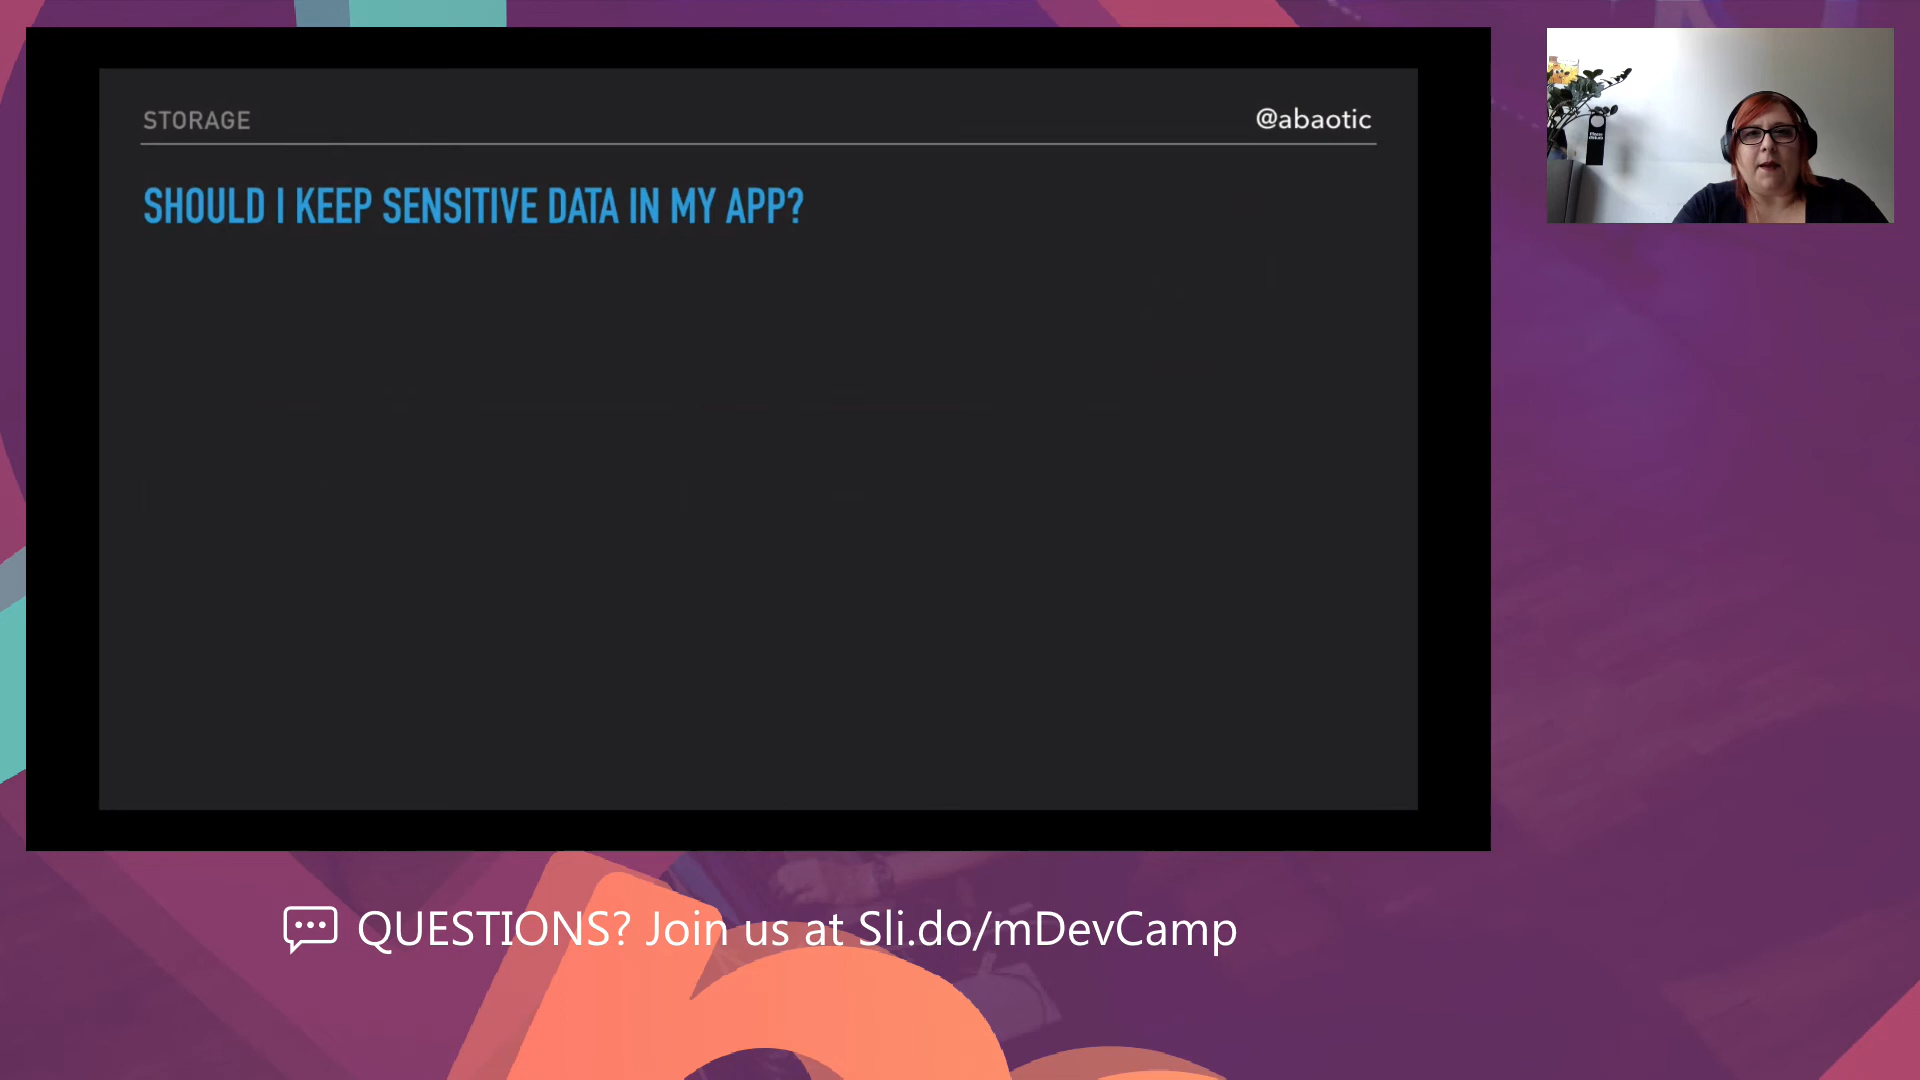 STORAGE
@abaotic
SHOULD I KEEP SENSITIVE DATA IN MY APP?
QUESTIONS? Join us at Sli.do/mDevCamp